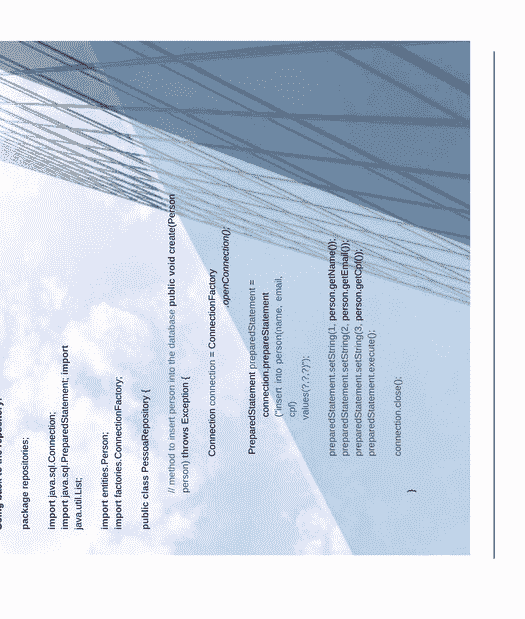 package repositories;
import java.sql.Connection;
import java.sql.PreparedStatement; import
java.util.List;
import entities.Person;
import factories.ConnectionFactory;
public class PessoaRepository {
// method to insert person into the database public void create(Person
person) throws Exception {
Connection connection = ConnectionFactory
.openConnection();
PreparedStatement preparedStatement =
connection.prepareStatement
("insert into person(name, email,
cpf)
values(?,?,?)");
preparedStatement.setString(1, person.getName());
preparedStatement.setString(2, person.getEmail());
preparedStatement.setString(3, person.getCpf());
preparedStatement.execute();
connection.close();
}